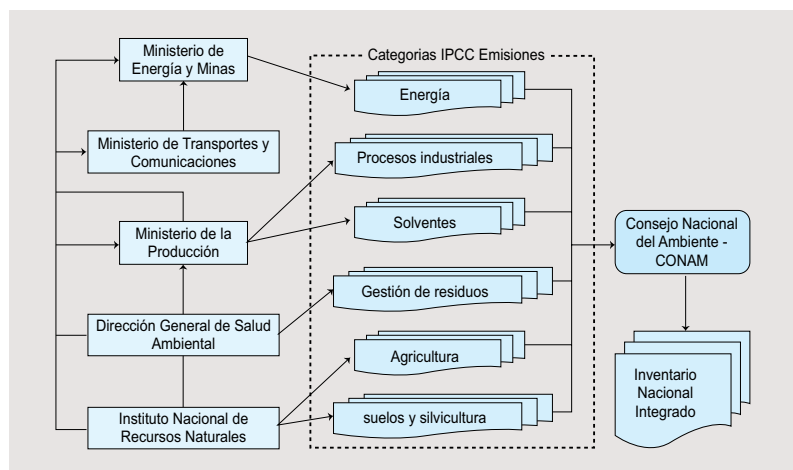 Ministerio de
Energía y Minas
Ministerio de Transportes y
Comunicaciones
Ministerio de la
Producción
Dirección General de Salud
Ambiental
Instituto Nacional de
Recursos Naturales
Categorias IPCC Emisiones
Energía
Procesos industriales
Solventes
Gestión de residuos
Agricultura
suelos y silvicultura
Consejo Nacional
del Ambiente -
CONAM
Inventario
Nacional
Integrado